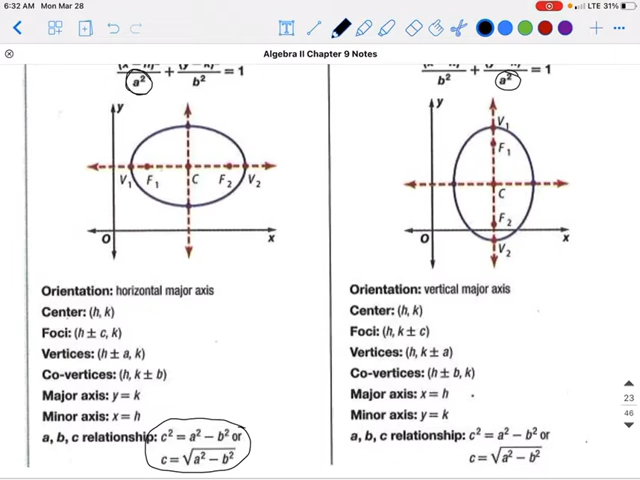 6:32 AM Mon Mar 28
LTE 31%
Algebra II Chapter 9 Notes
a² + b² = 1
y
V₁ F₁ C F₂ V₂
O x
Orientation: horizontal major axis
Center: (h, k)
Foci: (h ± c, k)
Vertices: (h ± a, k)
Co-vertices: (h, k ± b)
Major axis: y = k
Minor axis: x = h
a, b, c relationship: c² = a² − b² or
c = √a² − b²
b² + a² = 1
y
V₁
F₁
C
F₂
O x
V₂
Orientation: vertical major axis
Center: (h, k)
Foci: (h, k ± c)
Vertices: (h, k ± a)
Co-vertices: (h ± b, k)
Major axis: x = h
Minor axis: y = k
a, b, c relationship: c² = a² − b² or
c = √a² − b²
23
46